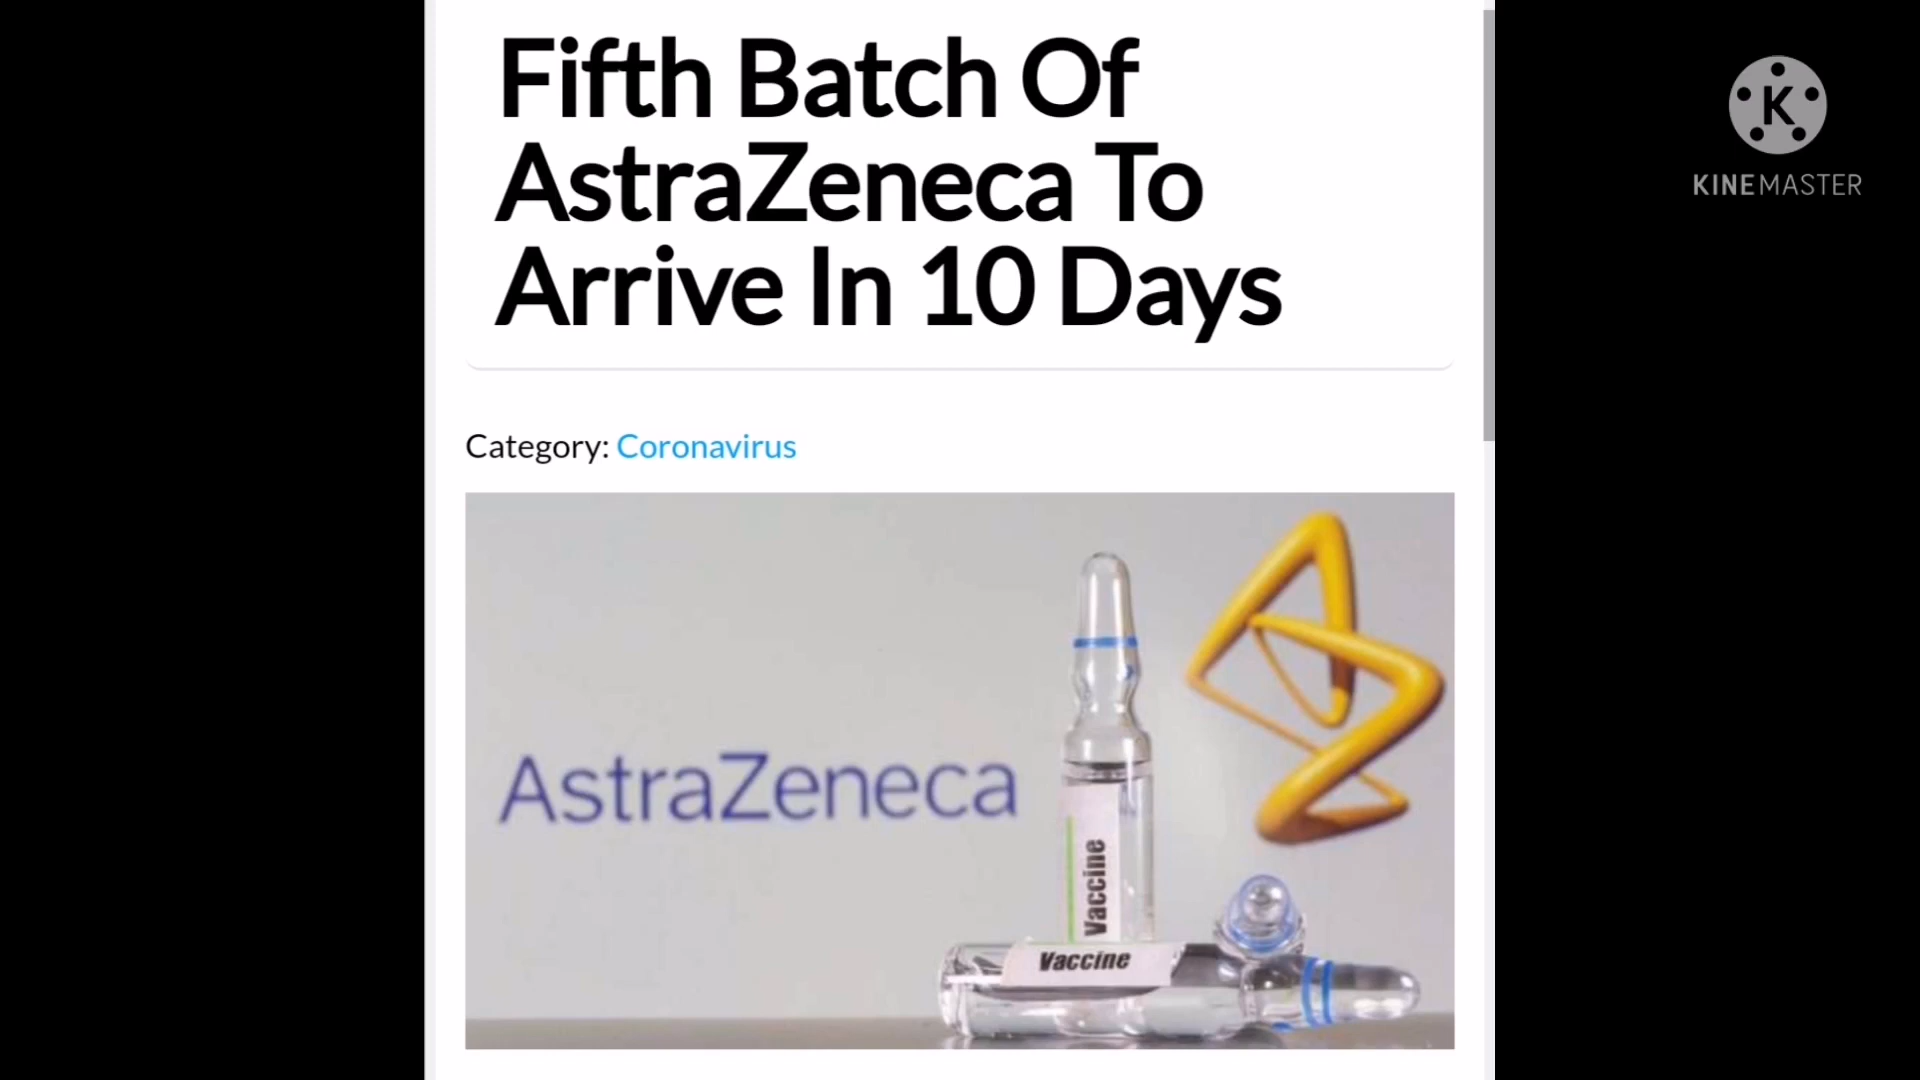 Fifth Batch Of
AstraZeneca To
Arrive In 10 Days
K
KINEMASTER
Category: Coronavirus
AstraZeneca
Vaccine
Vaccine